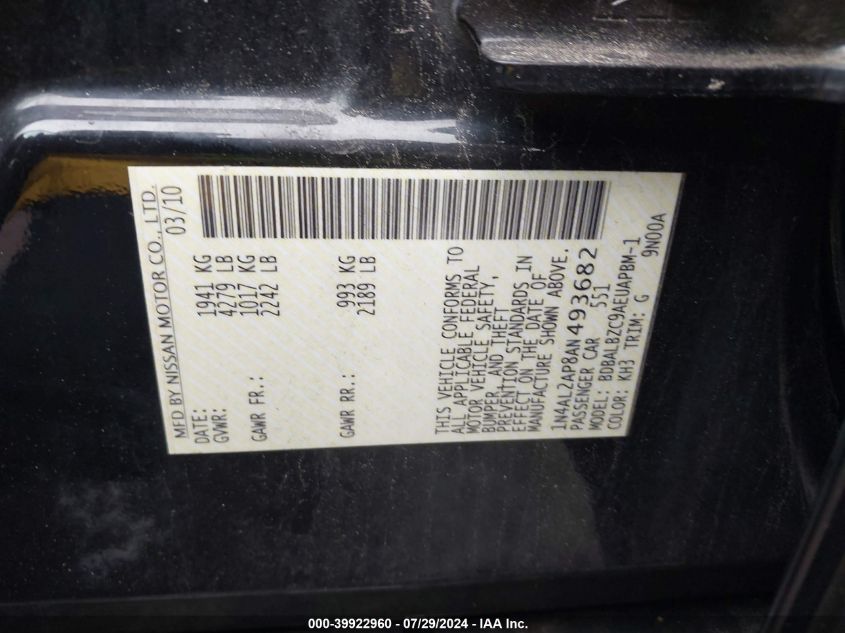 MFD BY NISSAN MOTOR CO., LTD.
DATE: 03/10
GVWR: 1941 KG
4279 LB
GAWR FR.: 1017 KG
2242 LB
GAWR RR.: 993 KG
2189 LB
THIS VEHICLE CONFORMS TO
ALL APPLICABLE FEDERAL
MOTOR VEHICLE SAFETY,
BUMPER, AND THEFT
PREVENTION STANDARDS IN
EFFECT ON THE DATE OF
MANUFACTURE SHOWN ABOVE.
1N4AL2AP8AN493682
PASSENGER CAR 551
MODEL: BDBALBZC9AEUAPBM-1
COLOR: KH3 TRIM: G 9N00A
000-39922960 - 07/29/2024 - IAA Inc.